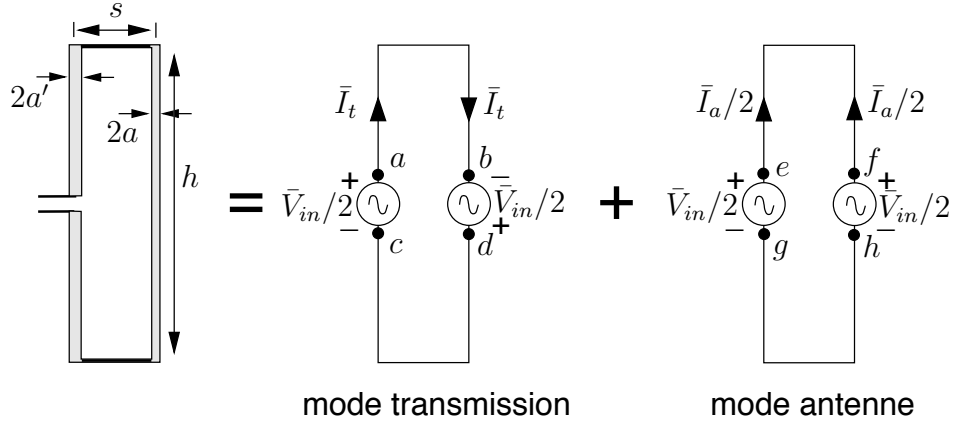 s
2a′
2a
h
=
Ī_t
Ī_t
a
b
+
−
V̄_in/2
V̄_in/2
−
+
c
d
mode transmission
+
Ī_a/2
Ī_a/2
e
f
+
+
V̄_in/2
V̄_in/2
−
−
g
h
mode antenne